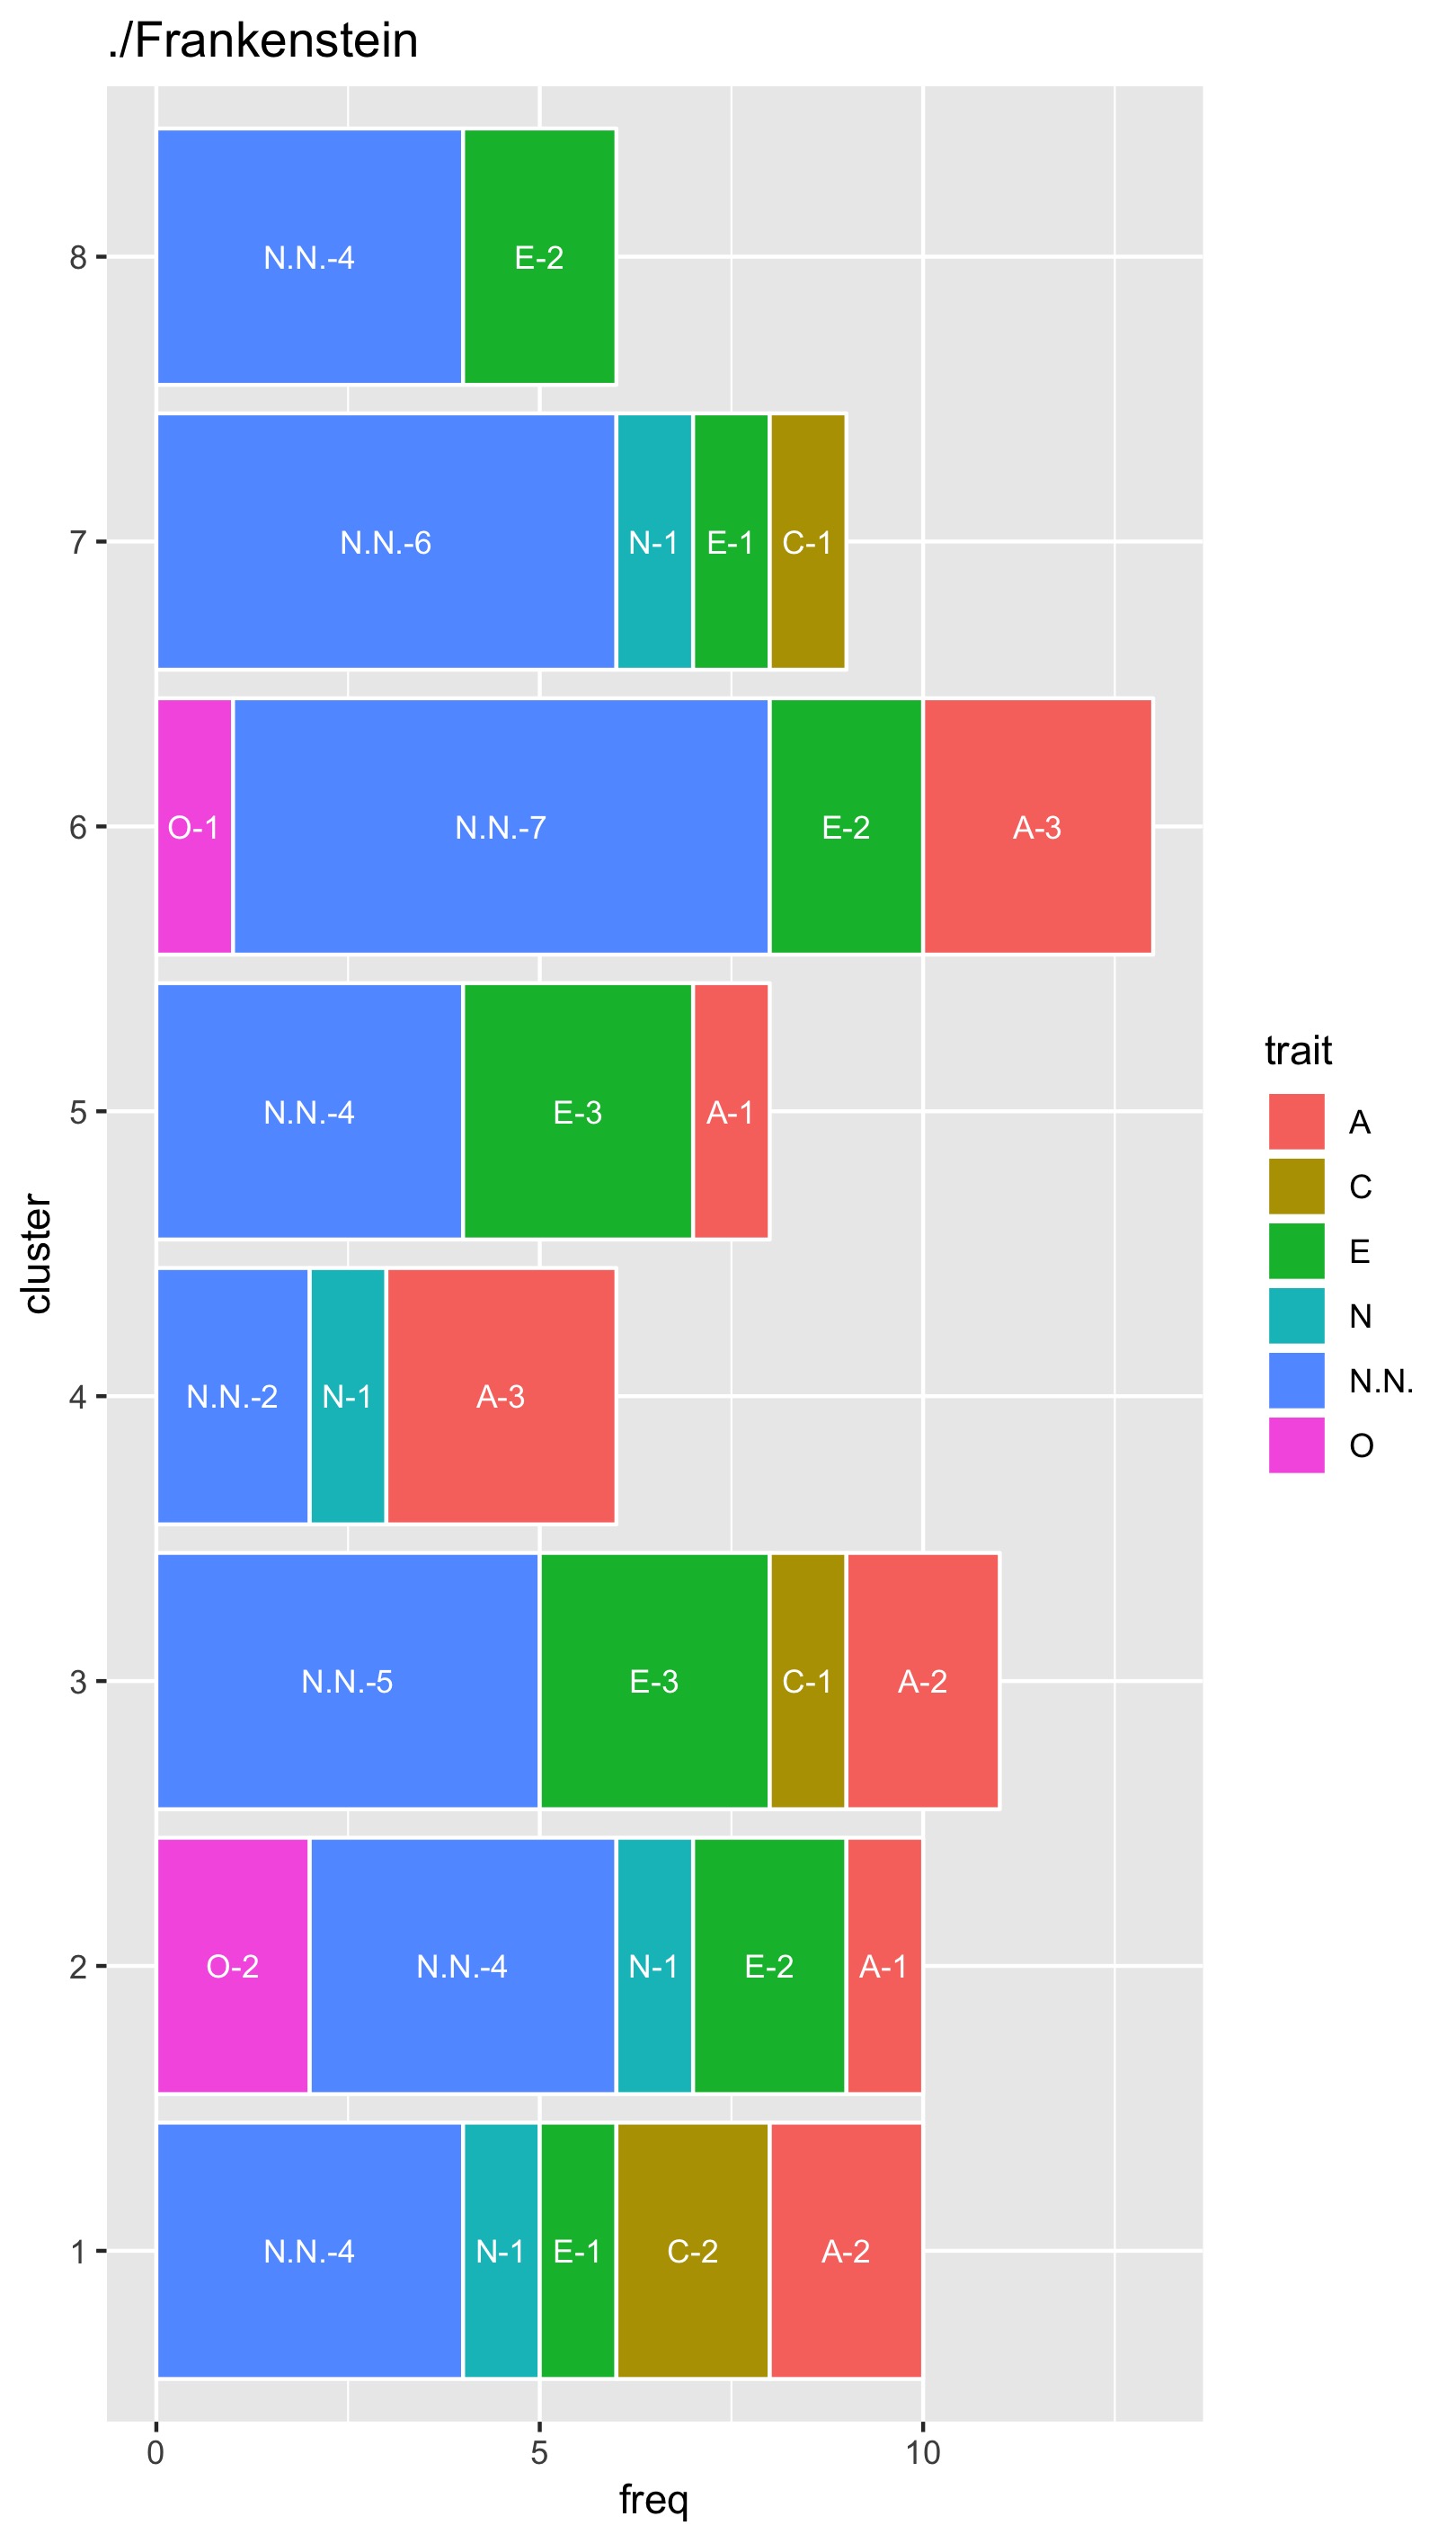 ./Frankenstein
8
N.N.-4 E-2
7
N.N.-6 N-1 E-1 C-1
6
O-1 N.N.-7 E-2 A-3
5
N.N.-4 E-3 A-1
4
N.N.-2 N-1 A-3
3
N.N.-5 E-3 C-1 A-2
2
O-2 N.N.-4 N-1 E-2 A-1
1
N.N.-4 N-1 E-1 C-2 A-2
cluster
0 5 10
freq
trait
A
C
E
N
N.N.
O